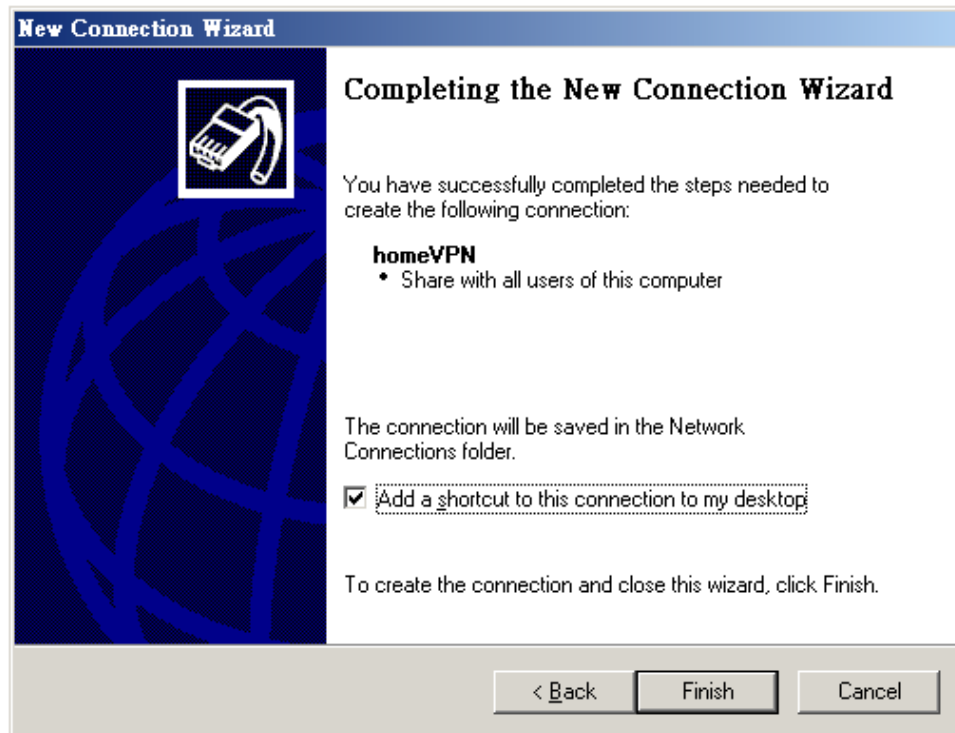 New Connection Wizard
Completing the New Connection Wizard
You have successfully completed the steps needed to
create the following connection:
homeVPN
• Share with all users of this computer
The connection will be saved in the Network
Connections folder.
Add a shortcut to this connection to my desktop
To create the connection and close this wizard, click Finish.
< Back
Finish
Cancel